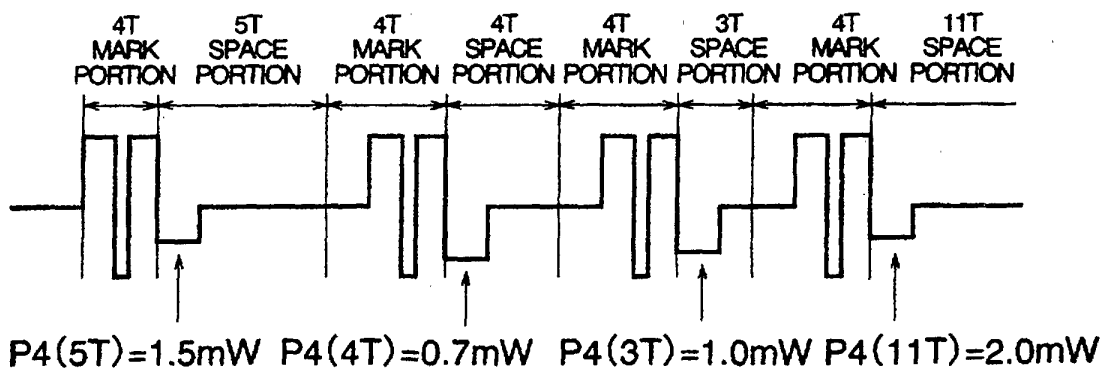 4T MARK PORTION
5T SPACE PORTION
4T MARK PORTION
4T SPACE PORTION
4T MARK PORTION
3T SPACE PORTION
4T MARK PORTION
11T SPACE PORTION
P4(5T)=1.5mW
P4(4T)=0.7mW
P4(3T)=1.0mW
P4(11T)=2.0mW